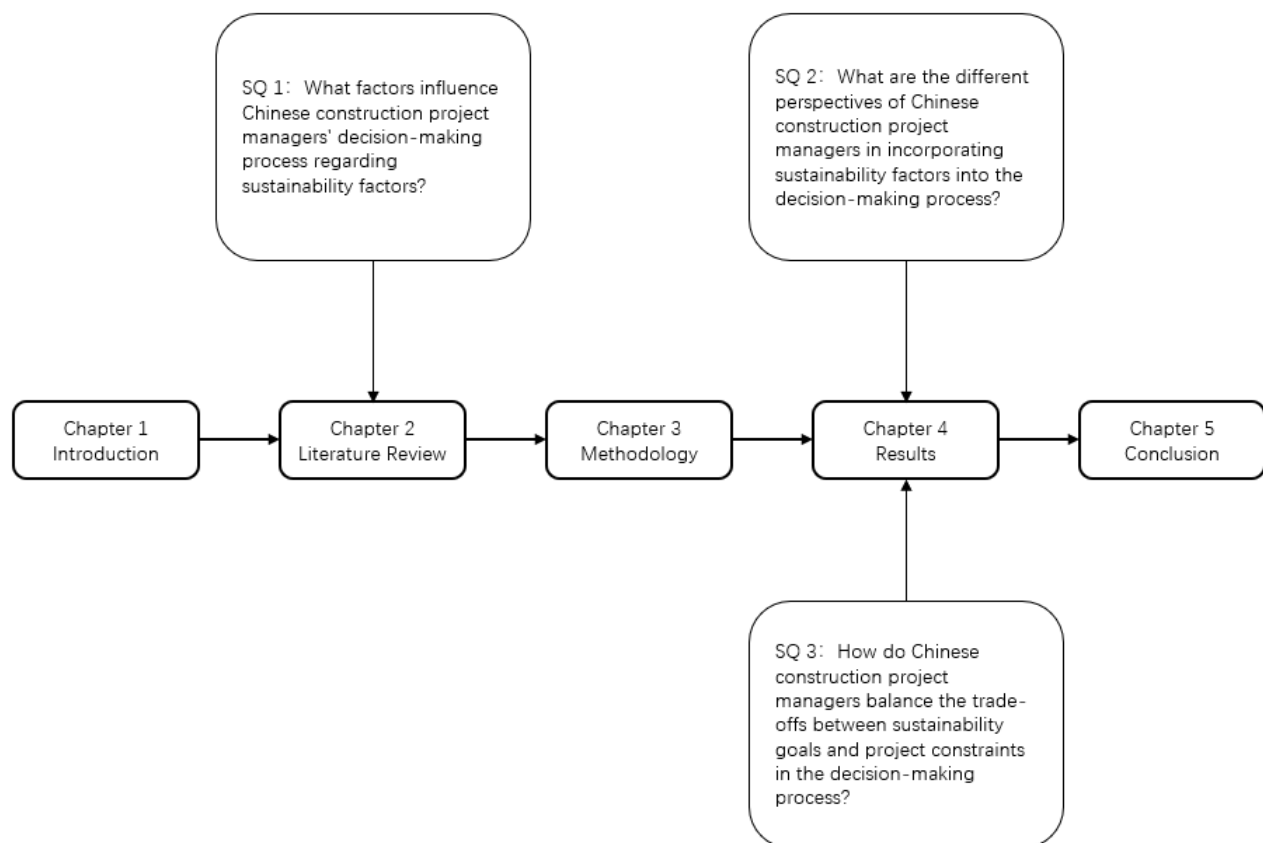 SQ 1： What factors influence
Chinese construction project
managers' decision-making
process regarding
sustainability factors?
SQ 2： What are the different
perspectives of Chinese
construction project
managers in incorporating
sustainability factors into the
decision-making process?
Chapter 1
Introduction
Chapter 2
Literature Review
Chapter 3
Methodology
Chapter 4
Results
Chapter 5
Conclusion
SQ 3： How do Chinese
construction project
managers balance the trade-
offs between sustainability
goals and project constraints
in the decision-making
process?